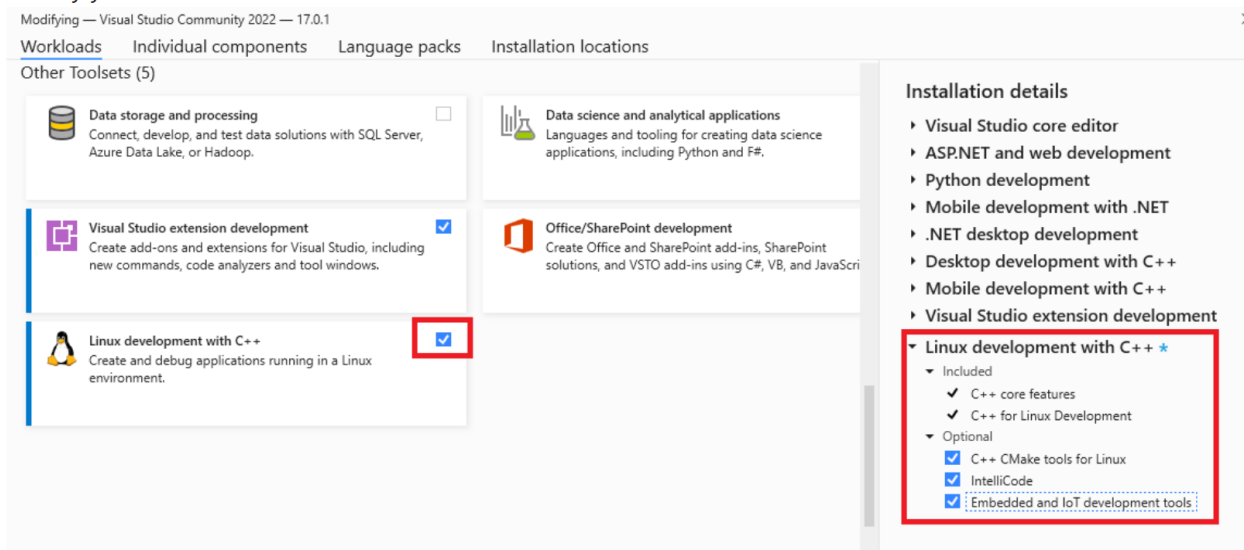 Modifying — Visual Studio Community 2022 — 17.0.1
Workloads Individual components Language packs Installation locations
Other Toolsets (5)
Data storage and processing
Connect, develop, and test data solutions with SQL Server,
Azure Data Lake, or Hadoop.
Data science and analytical applications
Languages and tooling for creating data science
applications, including Python and F#.
Visual Studio extension development
Create add-ons and extensions for Visual Studio, including
new commands, code analyzers and tool windows.
Office/SharePoint development
Create Office and SharePoint add-ins, SharePoint
solutions, and VSTO add-ins using C#, VB, and JavaScri
Linux development with C++
Create and debug applications running in a Linux
environment.
Installation details
Visual Studio core editor
ASP.NET and web development
Python development
Mobile development with .NET
.NET desktop development
Desktop development with C++
Mobile development with C++
Visual Studio extension development
Linux development with C++ *
Included
C++ core features
C++ for Linux Development
Optional
C++ CMake tools for Linux
IntelliCode
Embedded and IoT development tools